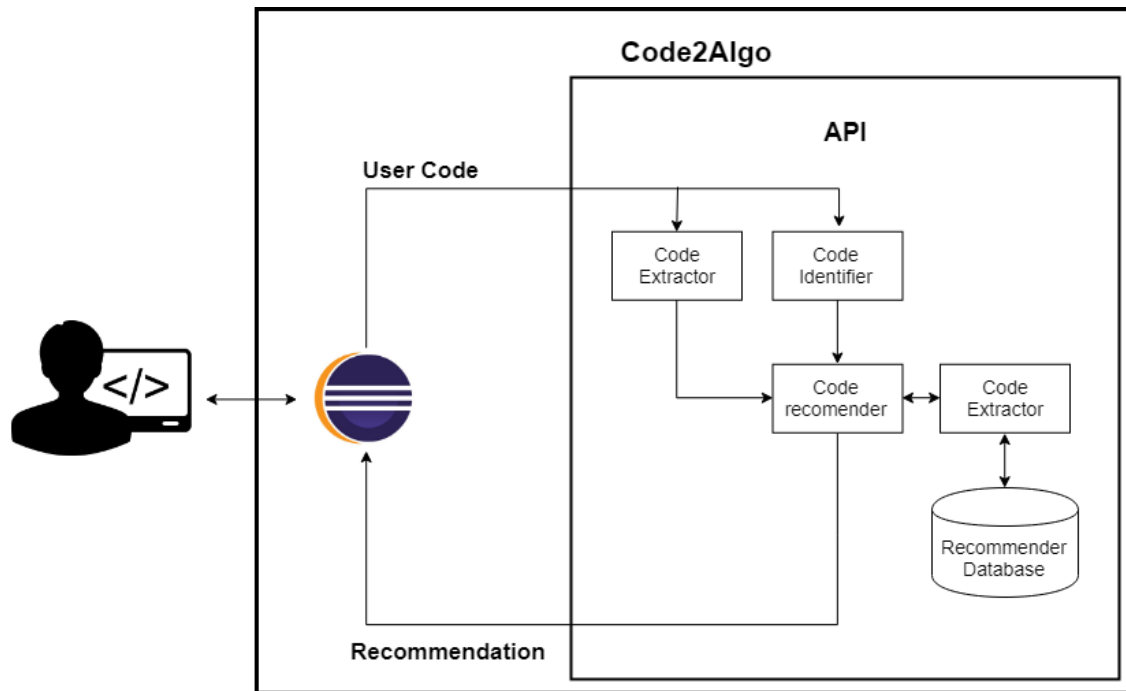 Code2Algo
API
User Code
Code
Extractor
Code
Identifier
</>
Code
recomender
Code
Extractor
Recommender
Database
Recommendation